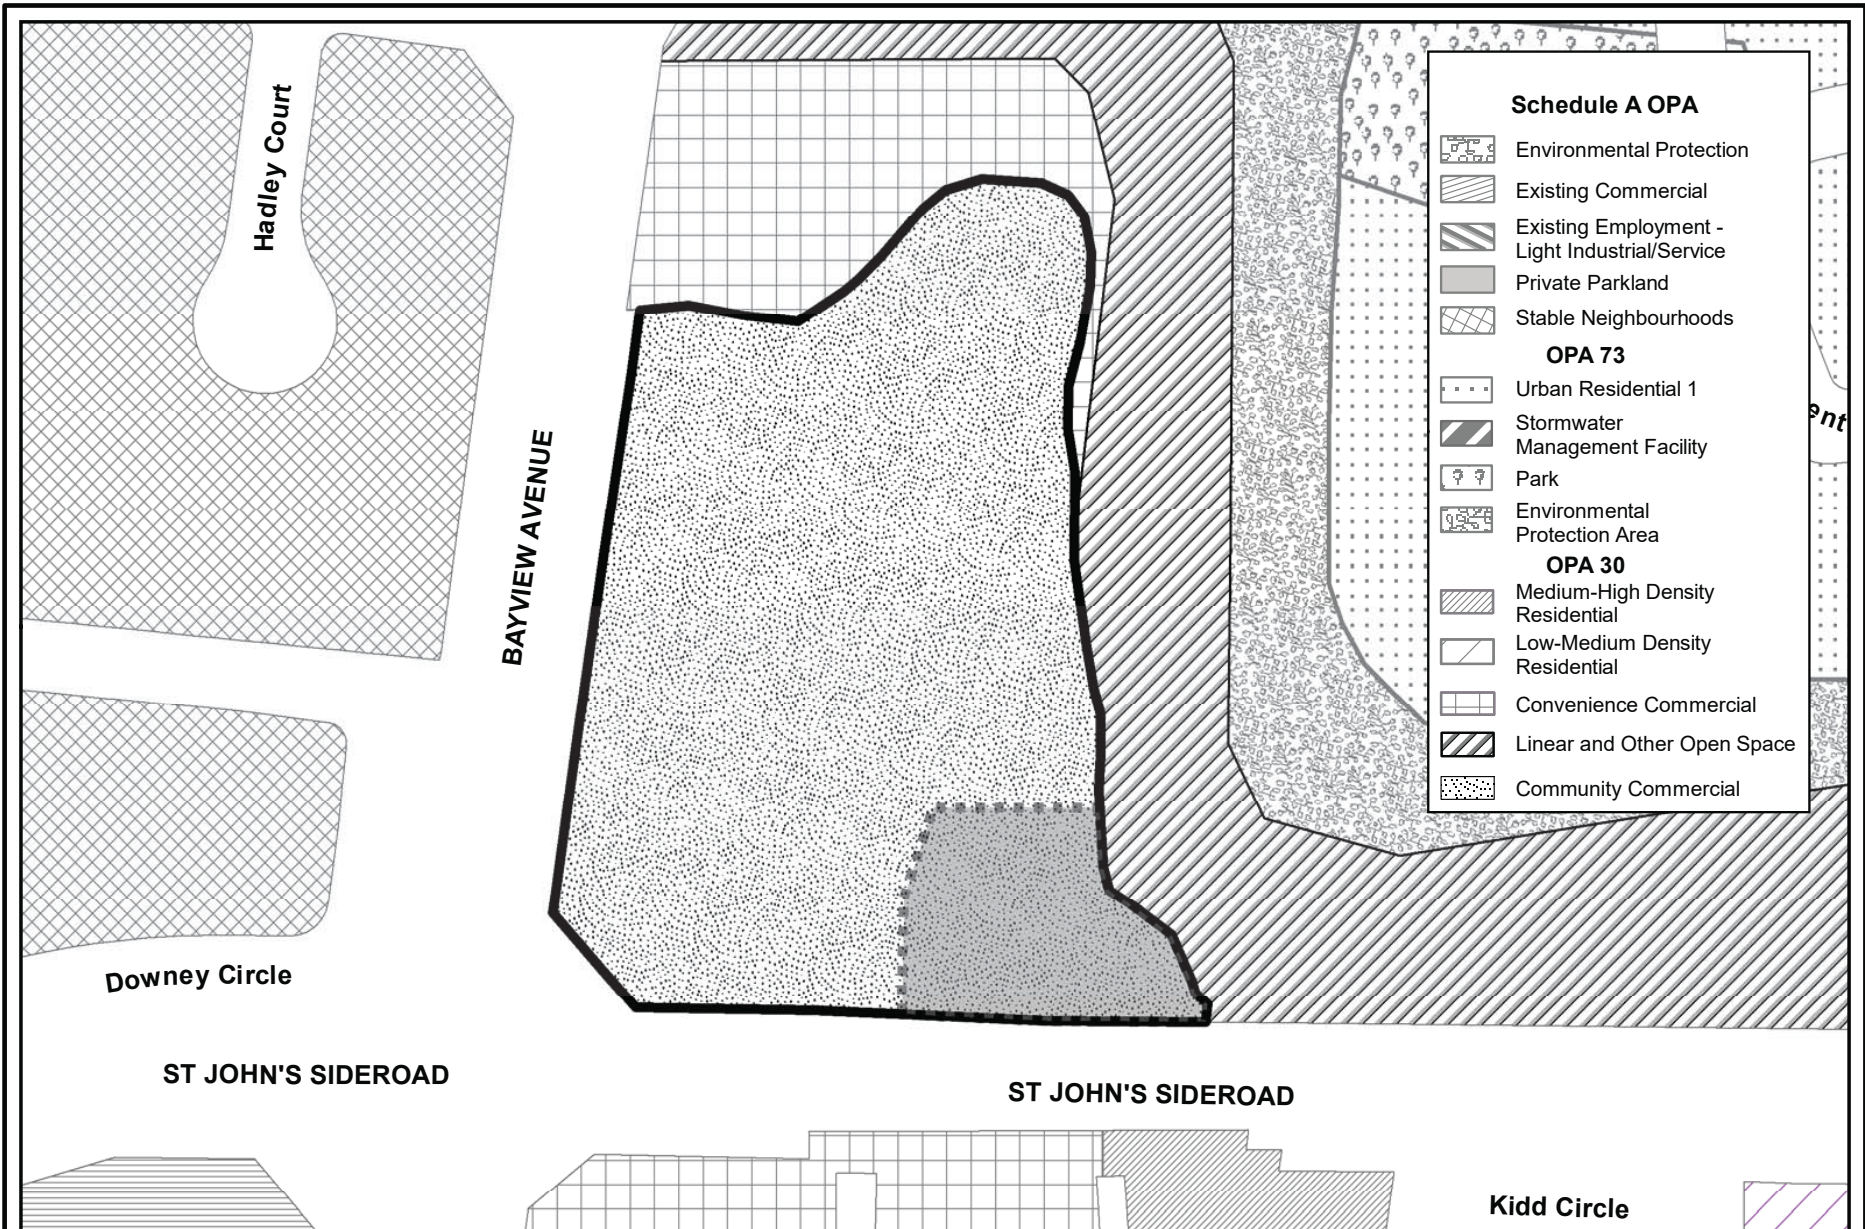 Hadley Court
BAYVIEW AVENUE
Downey Circle
ST JOHN'S SIDEROAD
ST JOHN'S SIDEROAD
Kidd Circle
Schedule A OPA
Environmental Protection
Existing Commercial
Existing Employment -
Light Industrial/Service
Private Parkland
Stable Neighbourhoods
OPA 73
Urban Residential 1
Stormwater
Management Facility
Park
Environmental
Protection Area
OPA 30
Medium-High Density
Residential
Low-Medium Density
Residential
Convenience Commercial
Linear and Other Open Space
Community Commercial